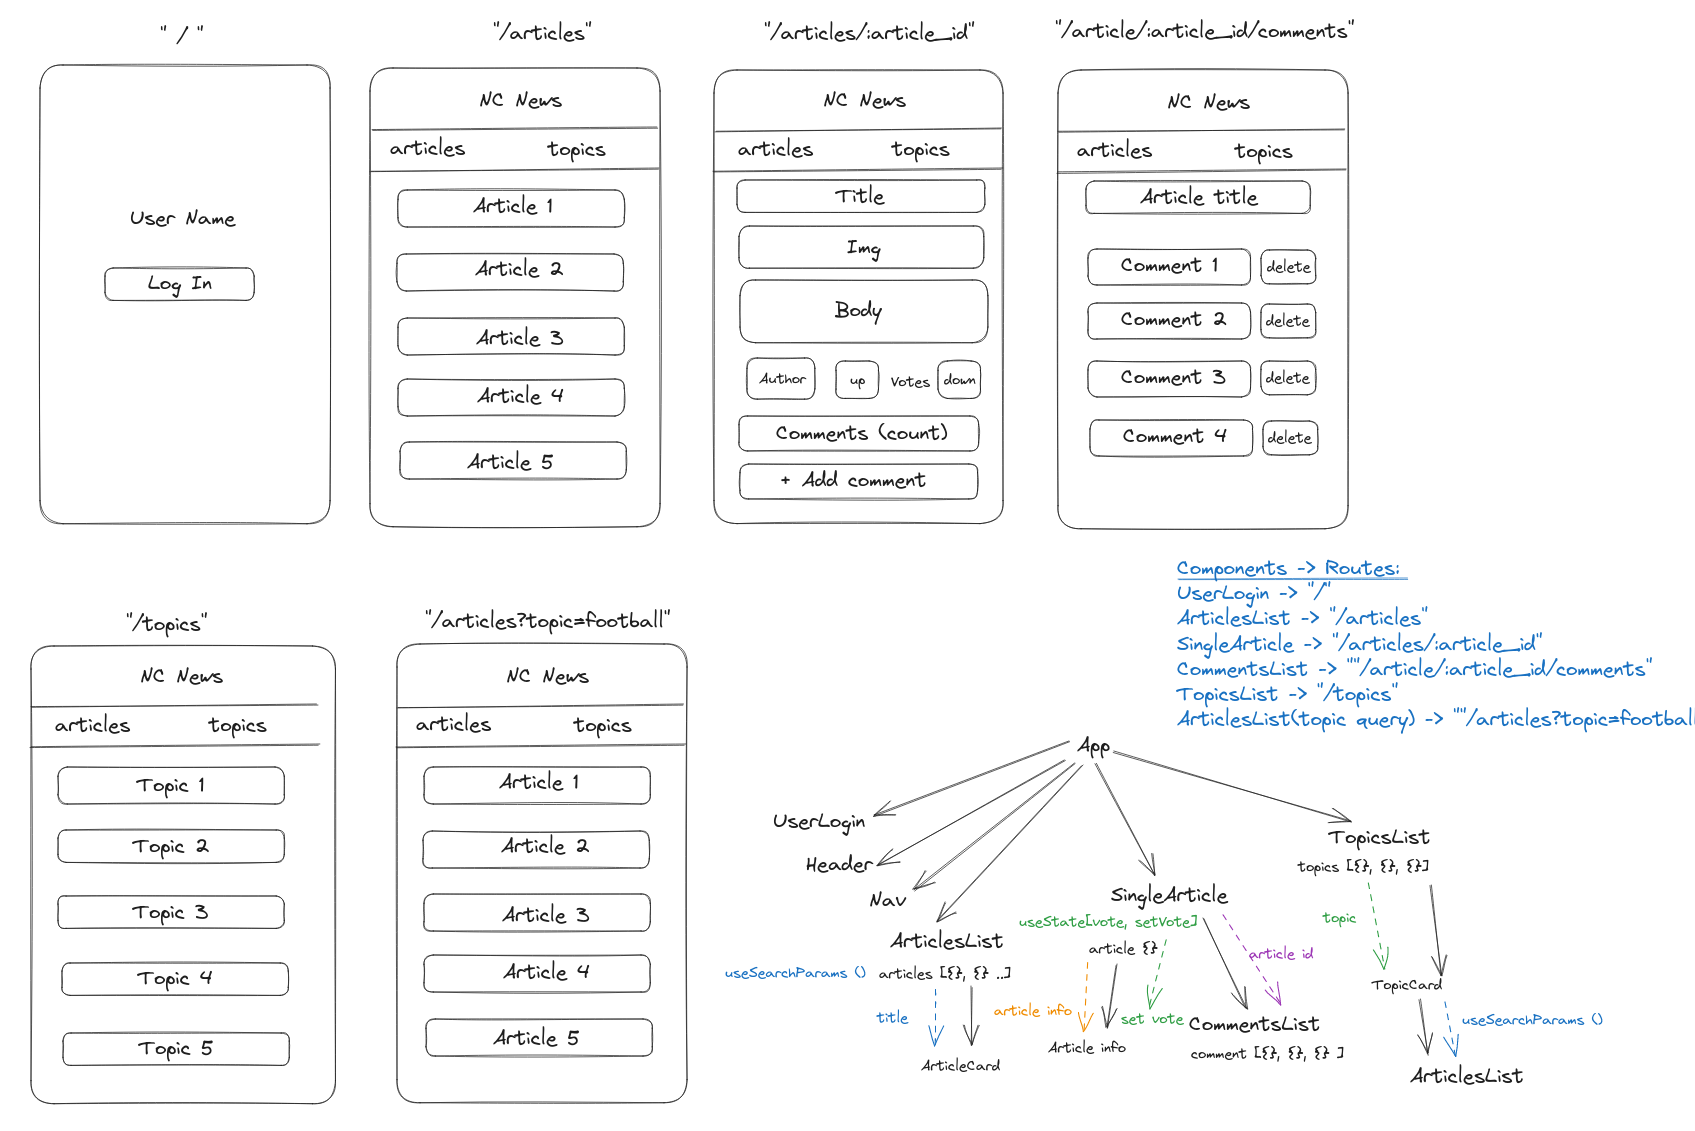 "/"
User Name
Log In
"/articles"
NC News
articles topics
Article 1
Article 2
Article 3
Article 4
Article 5
"/articles/:article_id"
NC News
articles topics
Title
Img
Body
Author up Votes down
Comments (count)
+ Add comment
"/article/:article_id/comments"
NC News
articles topics
Article title
Comment 1 delete
Comment 2 delete
Comment 3 delete
Comment 4 delete
"/topics"
NC News
articles topics
Topic 1
Topic 2
Topic 3
Topic 4
Topic 5
"/articles?topic=football"
NC News
articles topics
Article 1
Article 2
Article 3
Article 4
Article 5
Components -> Routes:
UserLogin -> "/"
ArticlesList -> "/articles"
SingleArticle -> "/articles/:article_id"
CommentsList -> ""/article/:article_id/comments"
TopicsList -> "/topics"
ArticlesList(topic query) -> ""/articles?topic=football
App
UserLogin
Header
Nav
ArticlesList
useSearchParams () articles [{}, {} ..]
title
ArticleCard
SingleArticle
useState[vote, setVote]
article {}
article id
article info
set vote
Article info
CommentsList
comment [{}, {}, {} ]
TopicsList
topics [{}, {}, {}]
topic
TopicCard
useSearchParams ()
ArticlesList